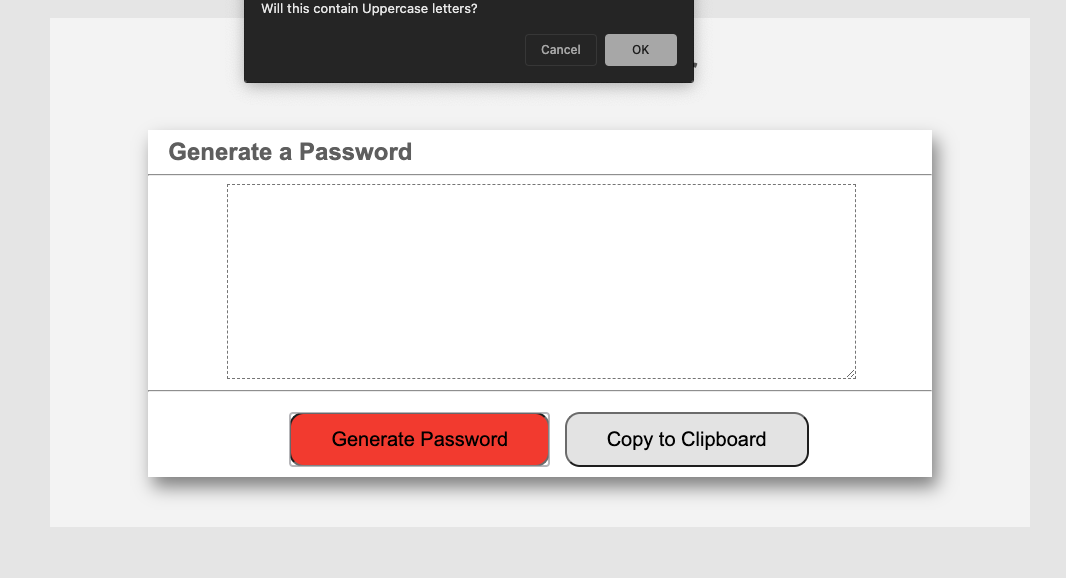 Will this contain Uppercase letters?
Cancel
OK
Generate a Password
Generate Password
Copy to Clipboard